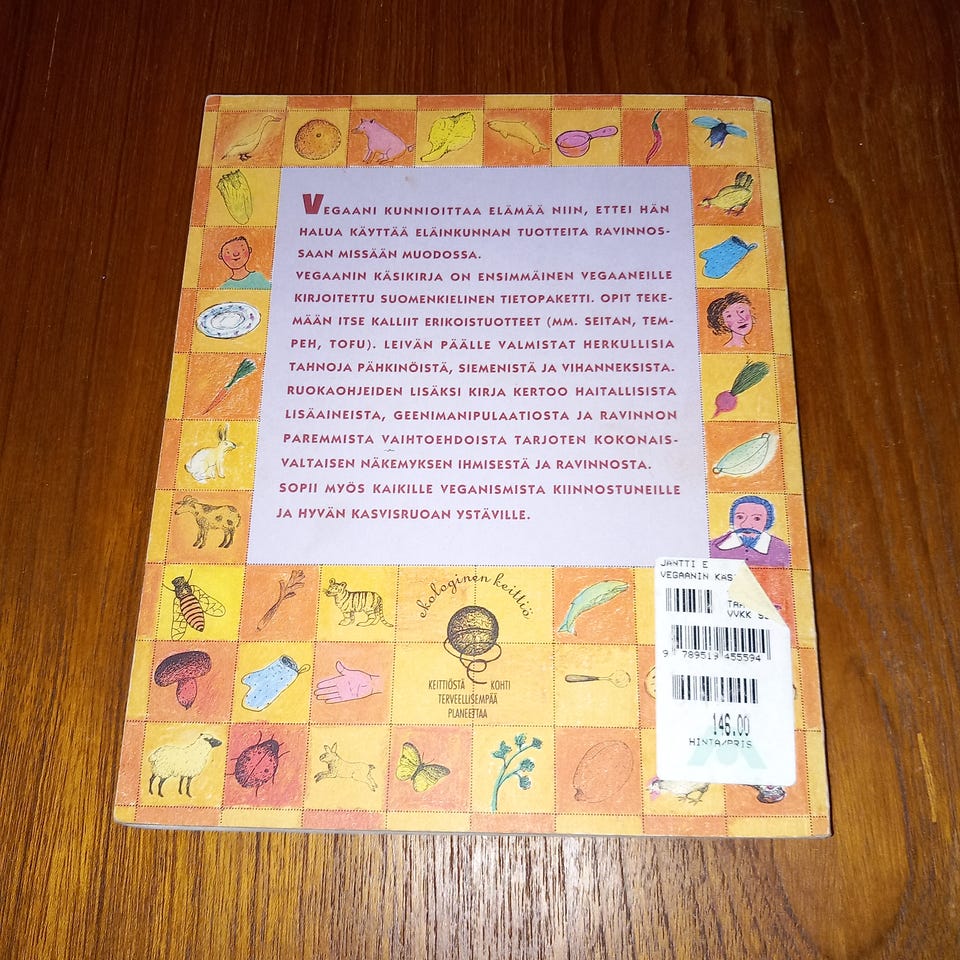 VEGAANI KUNNIOITTAA ELÄMÄÄ NIIN, ETTEI HÄN
HALUA KÄYTTÄÄ ELÄINKUNNAN TUOTTEITA RAVINNOS-
SAAN MISSÄÄN MUODOSSA.
VEGAANIN KÄSIKIRJA ON ENSIMMÄINEN VEGAANEILLE
KIRJOITETTU SUOMENKIELINEN TIETOPAKETTI. OPIT TEKE-
MÄÄN ITSE KALLIIT ERIKOISTUOTTEET (MM. SEITAN, TEM-
PEH, TOFU). LEIVÄN PÄÄLLE VALMISTAT HERKULLISIA
TAHNOJA PÄHKINÖISTÄ, SIEMENISTÄ JA VIHANNEKSISTA.
RUOKAOHJEIDEN LISÄKSI KIRJA KERTOO HAITALLISISTA
LISÄAINEISTA, GEENIMANIPULAATIOSTA JA RAVINNON
PAREMMISTA VAIHTOEHDOISTA TARJOTEN KOKONAIS-
VALTAISEN NÄKEMYKSEN IHMISESTÄ JA RAVINNOSTA.
SOPII MYÖS KAIKILLE VEGANISMISTA KIINNOSTUNEILLE
JA HYVÄN KASVISRUOAN YSTÄVILLE.
ekologinen keittiö
KEITTIÖSTÄ KOHTI
TERVEELLISEMPÄÄ
PLANEETTAA
JANTTI E
VEGAANIN KÄS
VVKK
9 789519 455594
146.00
HINTA/PRIS